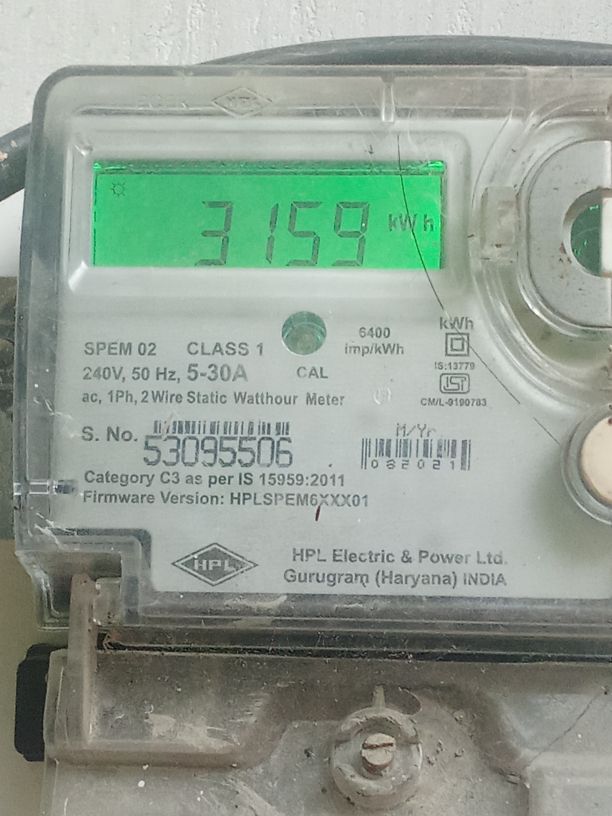 HPL
3159 kWh
6400
imp/kWh
kWh
SPEM 02 CLASS 1
CAL
IS:13779
240V, 50 Hz, 5-30A
ac, 1Ph, 2 Wire Static Watthour Meter
CM/L-9190783
S. No. 53095506
M/Yr
082021
Category C3 as per IS 15959:2011
Firmware Version: HPLSPEM6XXX01
HPL
HPL Electric & Power Ltd.
Gurugram (Haryana) INDIA